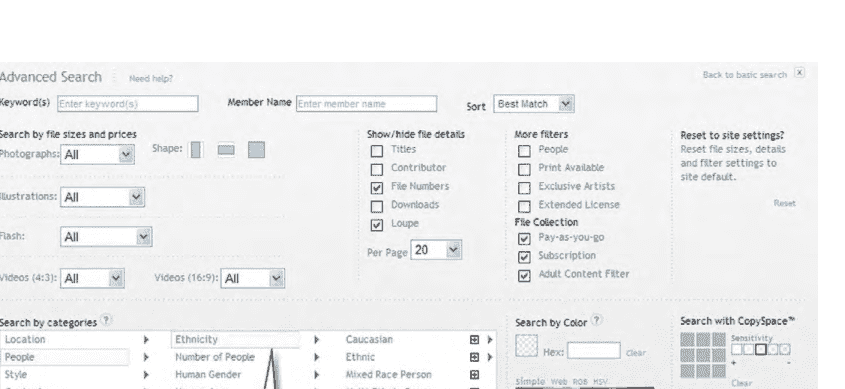 Advanced Search Need help? Back to basic search x
Keyword(s) Enter keyword(s) Member Name Enter member name Sort Best Match
Search by file sizes and prices Show/hide file details More filters Reset to site settings?
Photographs: All Shape: Titles People Reset file sizes, details
Contributor Print Available and filter settings to
site default.
Illustrations: All File Numbers Exclusive Artists
Downloads Extended License Reset
Flash: All Loupe File Collection
Per Page 20 Pay-as-you-go
Subscription
Videos (4:3): All Videos (16:9): All Adult Content Filter
Search by categories ? Search by Color ? Search with CopySpace™
Location Ethnicity Caucasian Sensitivity
People Number of People Ethnic Hex: clear + -
Style Human Gender Mixed Race Person Simple Web RGB HSV Clear